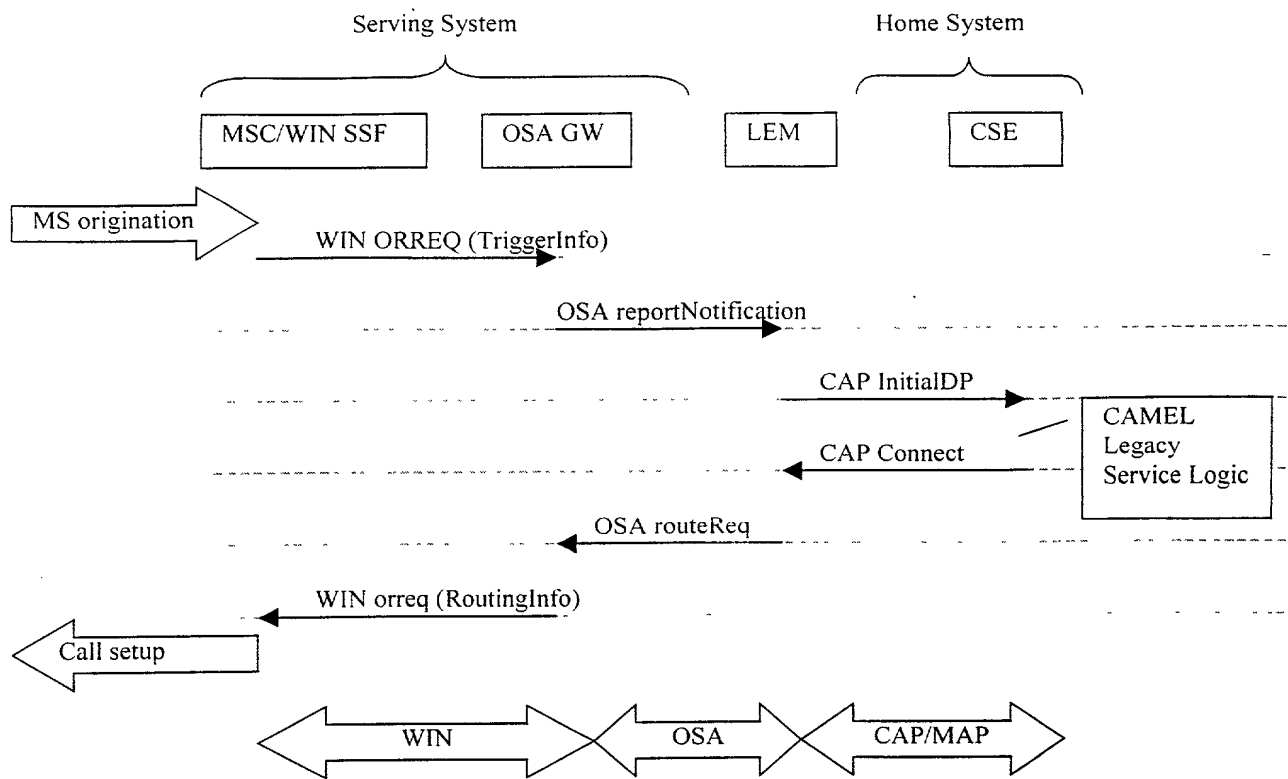 Serving System
Home System
MSC/WIN SSF
OSA GW
LEM
CSE
MS origination
WIN ORREQ (TriggerInfo)
OSA reportNotification
CAP InitialDP
CAMEL
Legacy
Service Logic
CAP Connect
OSA routeReq
WIN orreq (RoutingInfo)
Call setup
WIN
OSA
CAP/MAP